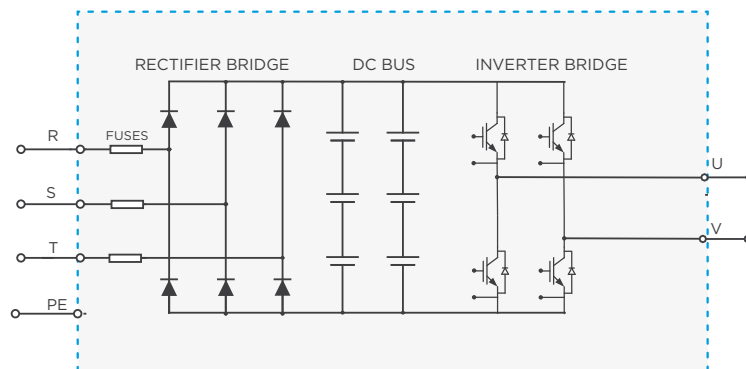 RECTIFIER BRIDGE DC BUS INVERTER BRIDGE
R FUSES
U
S
V
T
PE